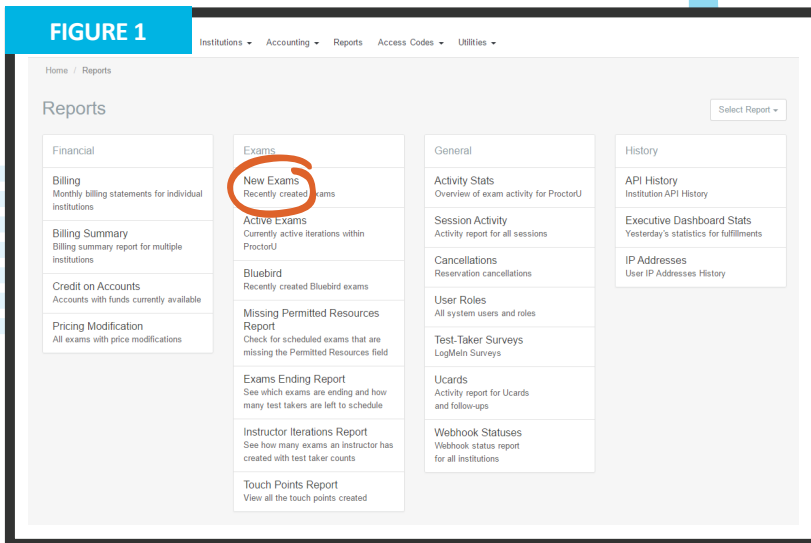 FIGURE 1
Institutions Accounting Reports Access Codes Utilities
Home / Reports
Reports
Select Report
Financial
Billing
Monthly billing statements for individual
institutions
Billing Summary
Billing summary report for multiple
institutions
Credit on Accounts
Accounts with funds currently available
Pricing Modification
All exams with price modifications
Exams
New Exams
Recently created exams
Active Exams
Currently active iterations within
ProctorU
Bluebird
Recently created Bluebird exams
Missing Permitted Resources
Report
Check for scheduled exams that are
missing the Permitted Resources field
Exams Ending Report
See which exams are ending and how
many test takers are left to schedule
Instructor Iterations Report
See how many exams an instructor has
created with test taker counts
Touch Points Report
View all the touch points created
General
Activity Stats
Overview of exam activity for ProctorU
Session Activity
Activity report for all sessions
Cancellations
Reservation cancellations
User Roles
All system users and roles
Test-Taker Surveys
LogMeIn Surveys
Ucards
Activity report for Ucards
and follow-ups
Webhook Statuses
Webhook status report
for all institutions
History
API History
Institution API History
Executive Dashboard Stats
Yesterday's statistics for fulfillments
IP Addresses
User IP Addresses History